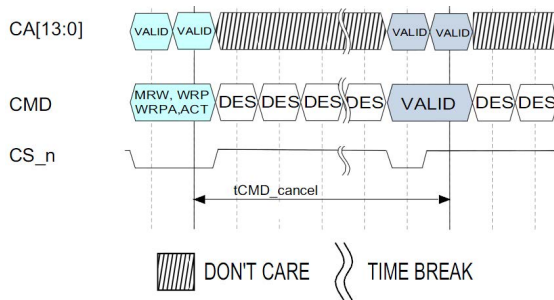 CA[13:0] VALID VALID VALID VALID
MRW, WRP
WRPA,ACT
CMD DES DES DES DES VALID DES DES
CS_n
tCMD_cancel
DON'T CARE TIME BREAK